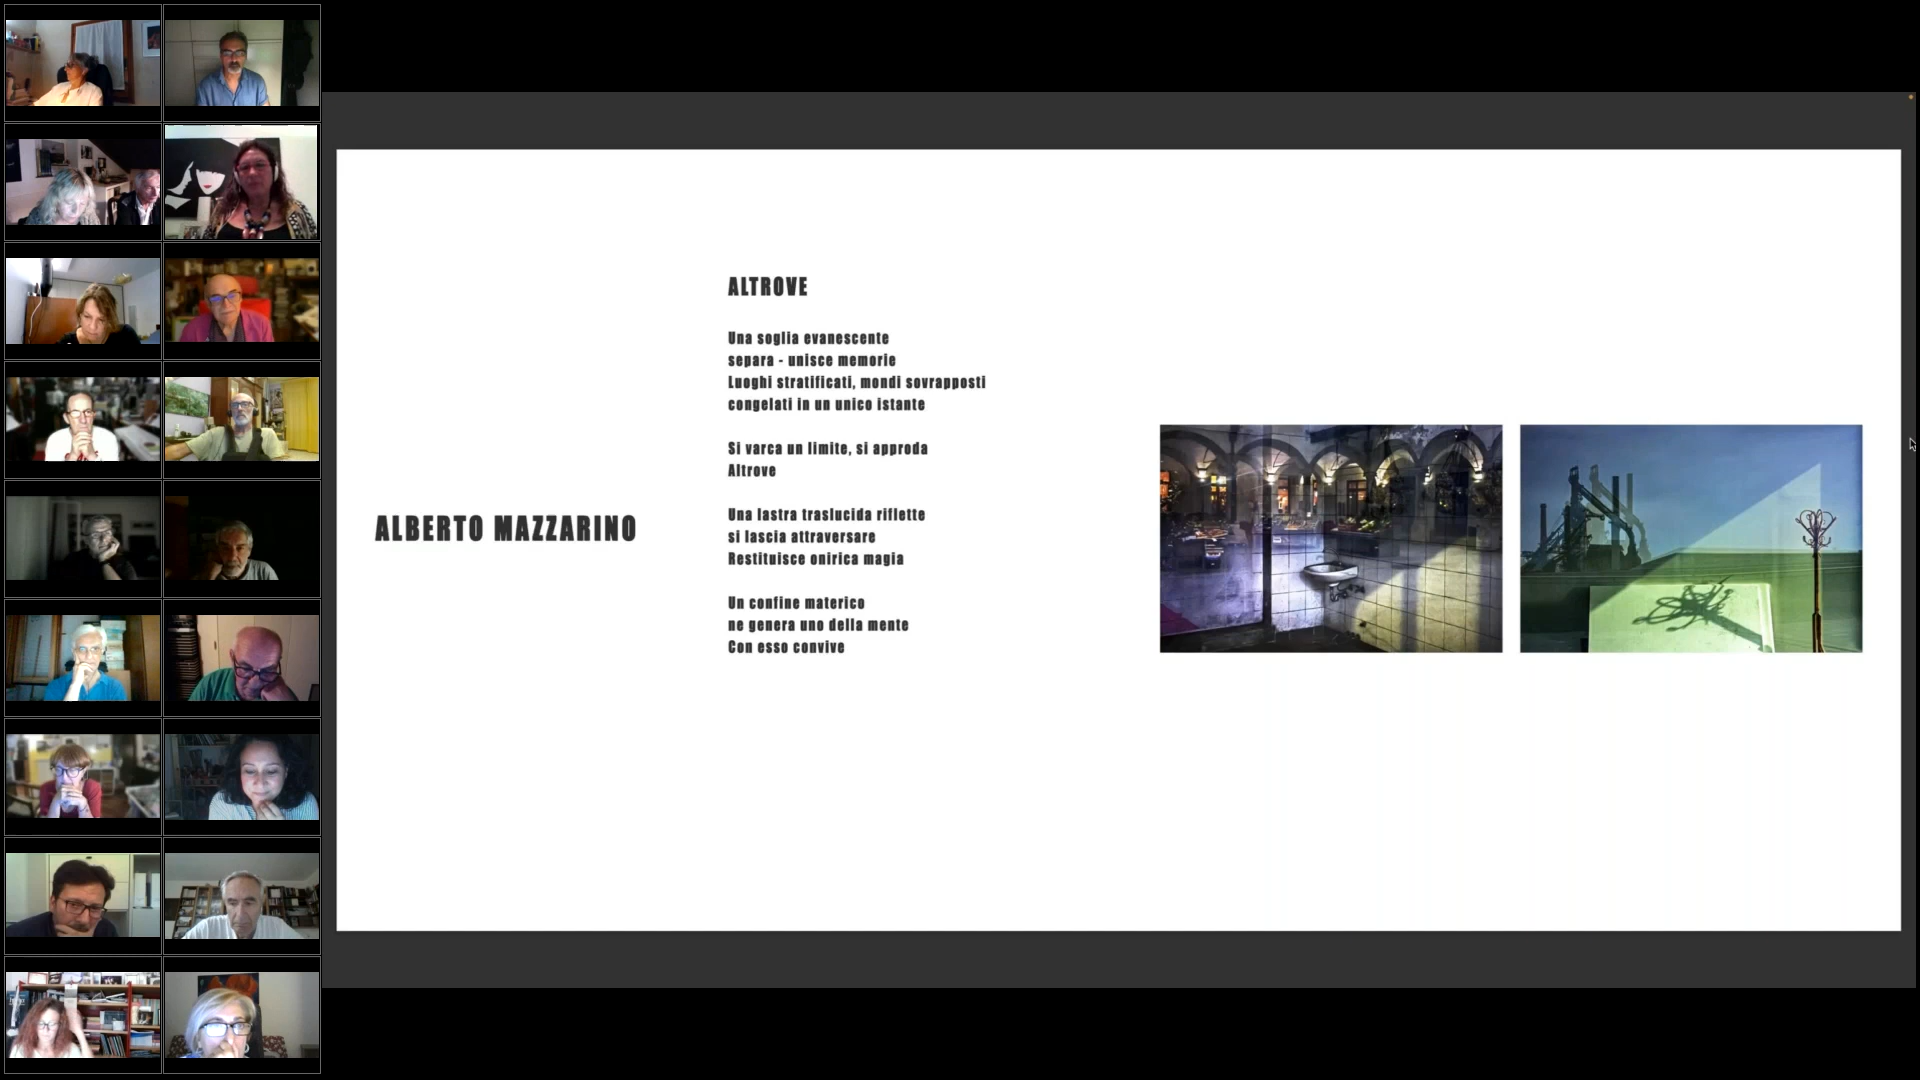 ALBERTO MAZZARINO
ALTROVE
Una soglia evanescente
separa - unisce memorie
Luoghi stratificati, mondi sovrapposti
congelati in un unico istante
Si varca un limite, si approda
Altrove
Una lastra traslucida riflette
si lascia attraversare
Restituisce onirica magia
Un confine materico
ne genera uno della mente
Con esso convive